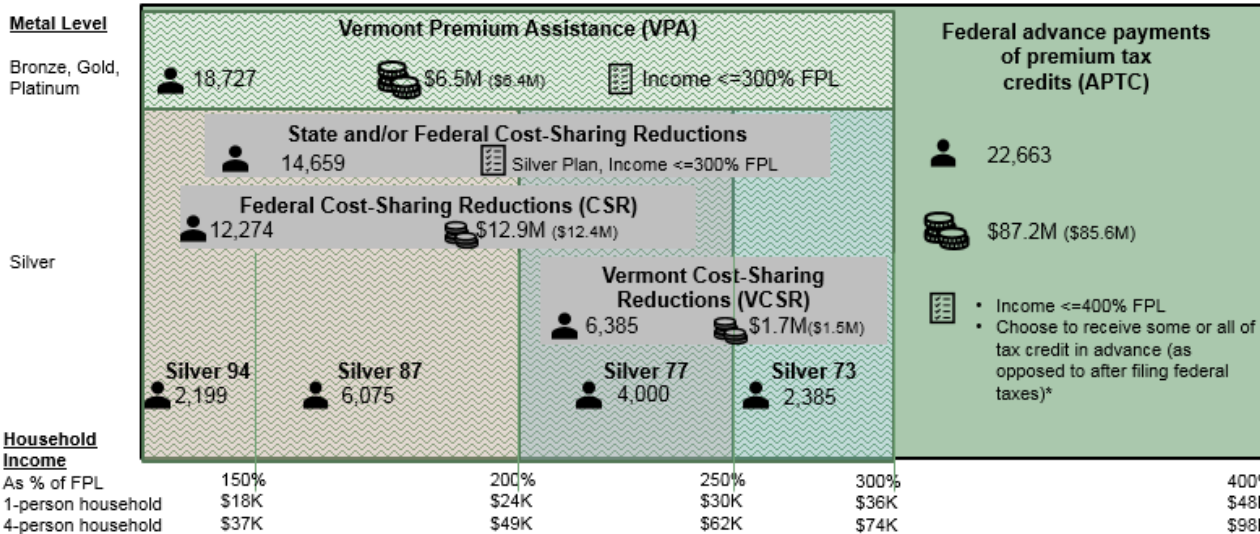 Metal Level
Bronze, Gold,
Platinum
Vermont Premium Assistance (VPA)
18,727
$6.5M ($6.4M)
Income <=300% FPL
State and/or Federal Cost-Sharing Reductions
14,659
Silver Plan, Income <=300% FPL
Federal Cost-Sharing Reductions (CSR)
12,274
$12.9M ($12.4M)
Silver
Vermont Cost-Sharing
Reductions (VCSR)
6,385
$1.7M($1.5M)
Silver 94
2,199
Silver 87
6,075
Silver 77
4,000
Silver 73
2,385
Federal advance payments
of premium tax
credits (APTC)
22,663
$87.2M ($85.6M)
• Income <=400% FPL
• Choose to receive some or all of
tax credit in advance (as
opposed to after filing federal
taxes)*
Household
Income
As % of FPL 150% 200% 250% 300% 400%
1-person household $18K $24K $30K $36K $48K
4-person household $37K $49K $62K $74K $98K